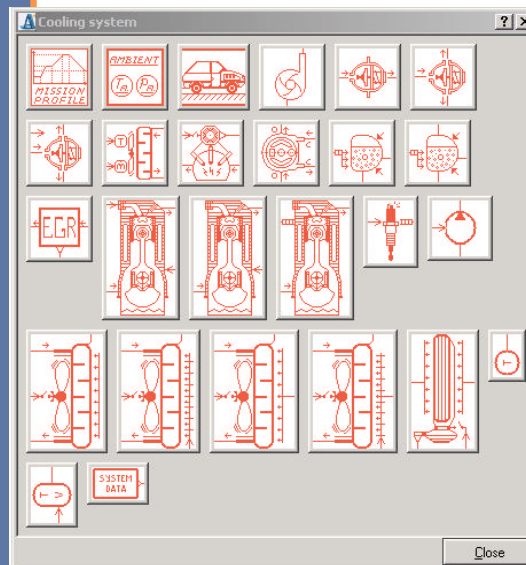 Cooling system
MISSION
PROFILE
AMBIENT
TA PA
T
M
C
C
EGR
T
T V
SYSTEM
DATA
Close